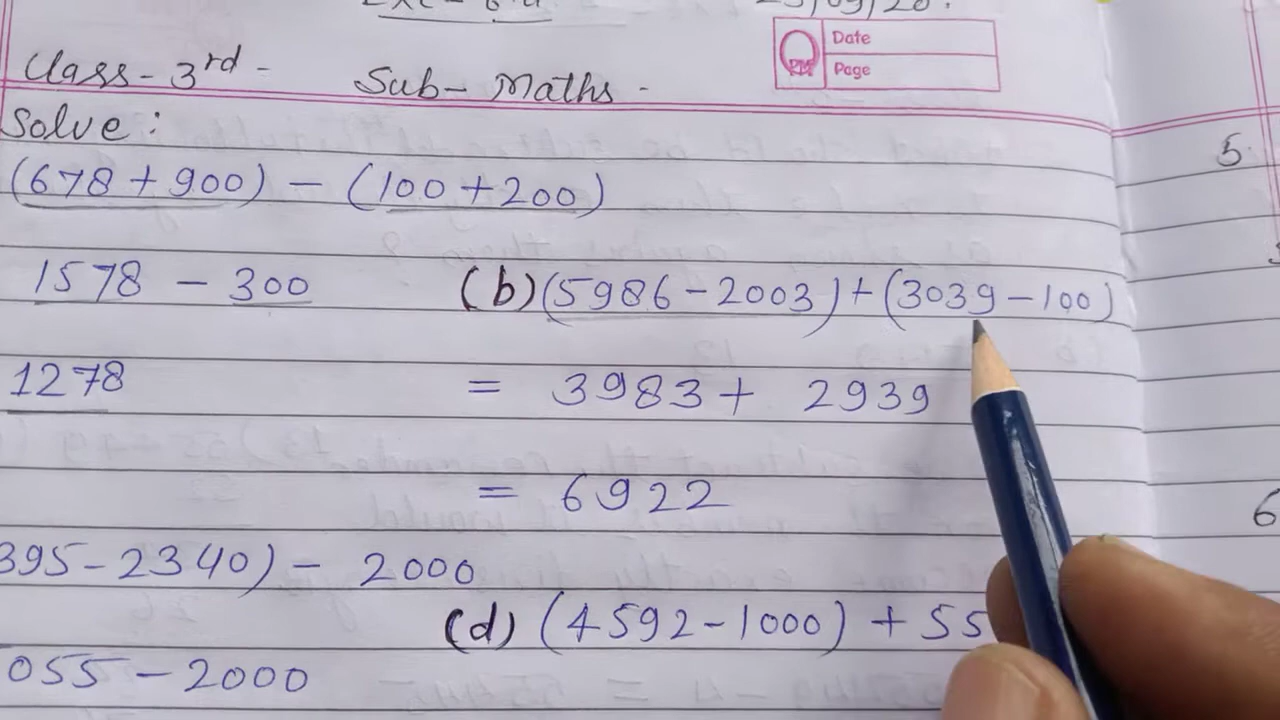 Date
Page
Class - 3rd - Sub - Maths -
Solve :
(678 + 900) - (100 + 200)
1578 - 300
1278
(b) (5986 - 2003) + (3039 - 100)
= 3983 + 2939
= 6922
395 - 2340) - 2000
055 - 2000
(d) (4592 - 1000) + 55
5.
6